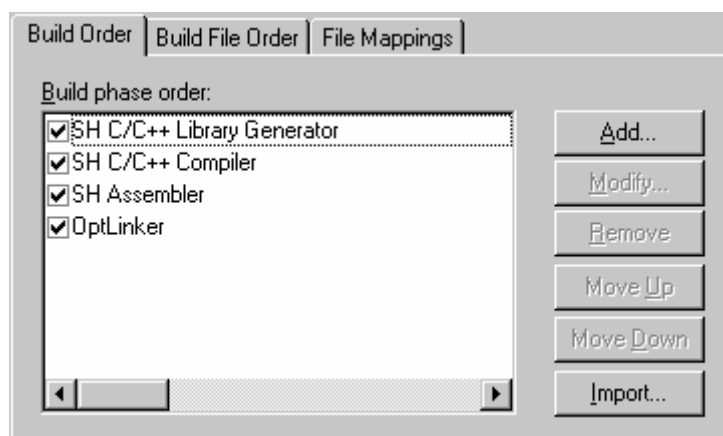 Build Order
Build File Order
File Mappings
Build phase order:
SH C/C++ Library Generator
SH C/C++ Compiler
SH Assembler
OptLinker
Add...
Modify...
Remove
Move Up
Move Down
Import...